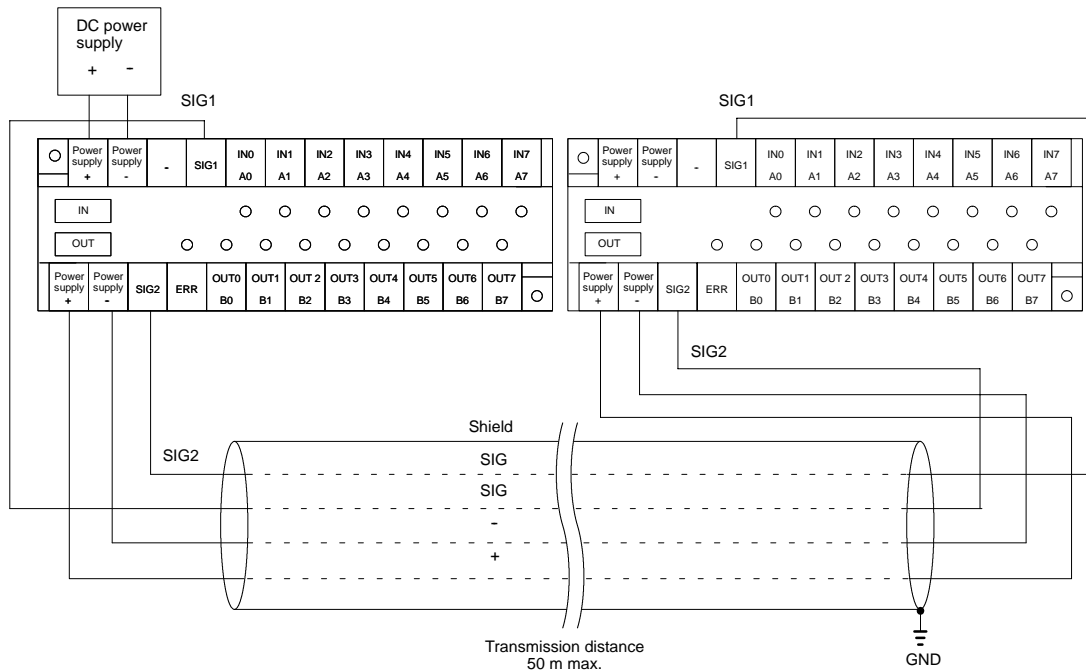 DC power
supply
+ -
SIG1
SIG1
Power
supply
+
Power
supply
-
-
SIG1
IN0
A0
IN1
A1
IN2
A2
IN3
A3
IN4
A4
IN5
A5
IN6
A6
IN7
A7
IN
OUT
Power
supply
+
Power
supply
-
SIG2
ERR
OUT0
B0
OUT1
B1
OUT 2
B2
OUT3
B3
OUT4
B4
OUT5
B5
OUT6
B6
OUT7
B7
Power
supply
+
Power
supply
-
-
SIG1
IN0
A0
IN1
A1
IN2
A2
IN3
A3
IN4
A4
IN5
A5
IN6
A6
IN7
A7
IN
OUT
Power
supply
+
Power
supply
-
SIG2
ERR
OUT0
B0
OUT1
B1
OUT 2
B2
OUT3
B3
OUT4
B4
OUT5
B5
OUT6
B6
OUT7
B7
SIG2
Shield
SIG2
SIG
SIG
-
+
Transmission distance
50 m max.
GND